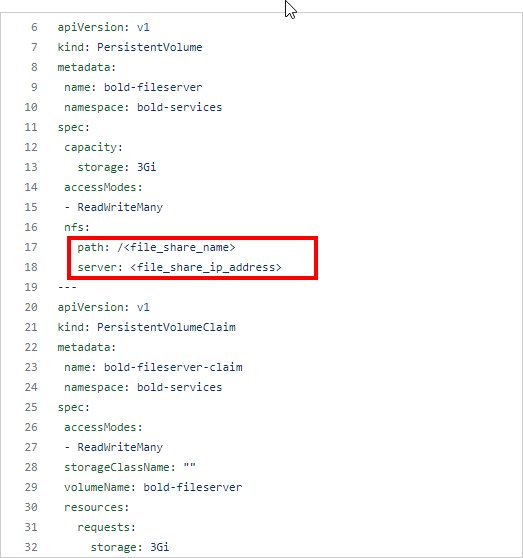 6 apiVersion: v1
7 kind: PersistentVolume
8 metadata:
9  name: bold-fileserver
10  namespace: bold-services
11 spec:
12  capacity:
13    storage: 3Gi
14  accessModes:
15  - ReadWriteMany
16  nfs:
17    path: /<file_share_name>
18    server: <file_share_ip_address>
19 ---
20 apiVersion: v1
21 kind: PersistentVolumeClaim
22 metadata:
23  name: bold-fileserver-claim
24  namespace: bold-services
25 spec:
26  accessModes:
27  - ReadWriteMany
28  storageClassName: ""
29  volumeName: bold-fileserver
30  resources:
31    requests:
32      storage: 3Gi